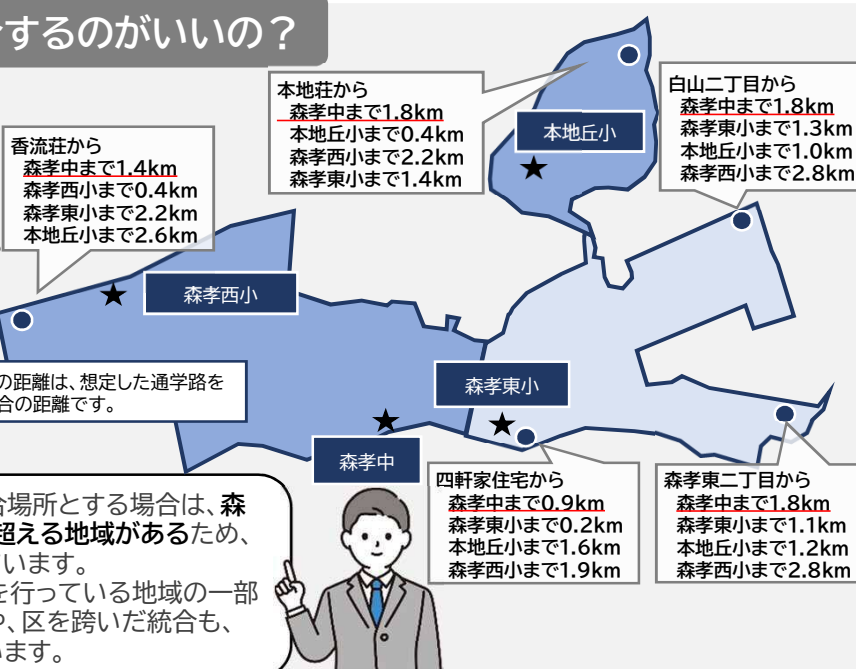 するのがいいの？
本地荘から
森孝中まで1.8km
本地丘小まで0.4km
森孝西小まで2.2km
森孝東小まで1.4km
白山二丁目から
森孝中まで1.8km
森孝東小まで1.3km
本地丘小まで1.0km
森孝西小まで2.8km
香流荘から
森孝中まで1.4km
森孝西小まで0.4km
森孝東小まで2.2km
本地丘小まで2.6km
本地丘小
森孝西小
の距離は、想定した通学路を
合の距離です。
森孝東小
森孝中
四軒家住宅から
森孝中まで0.9km
森孝東小まで0.2km
本地丘小まで1.6km
森孝西小まで1.9km
森孝東二丁目から
森孝中まで1.8km
森孝東小まで1.1km
本地丘小まで1.2km
森孝西小まで2.8km
合場所とする場合は、森
超える地域があるため、
います。
を行っている地域の一部
や、区を跨いだ統合も、
います。